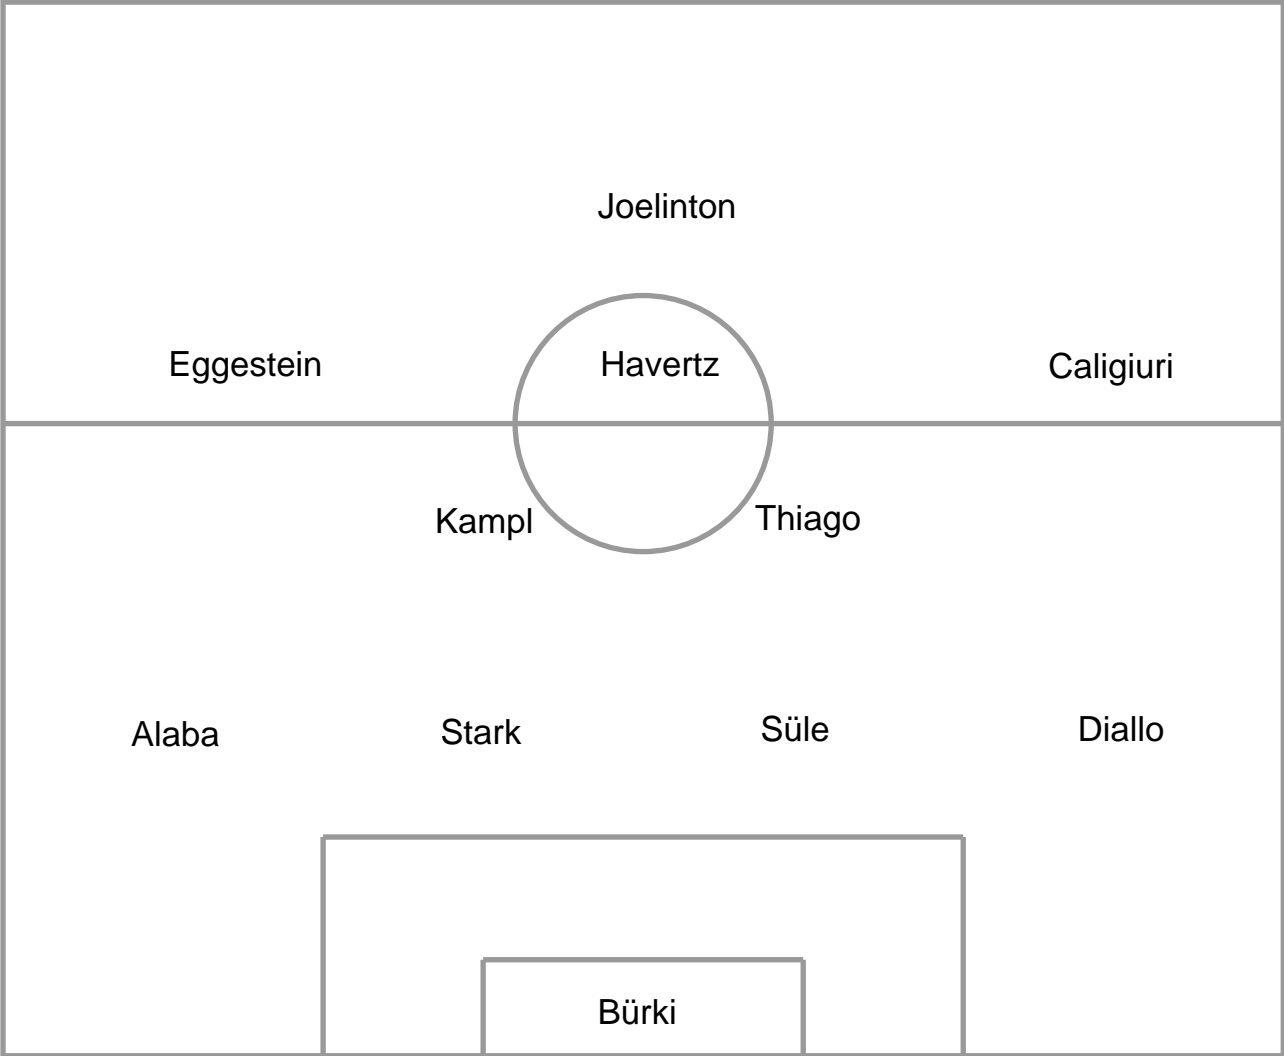 Joelinton
Eggestein Havertz Caligiuri
Kampl Thiago
Alaba Stark Süle Diallo
Bürki